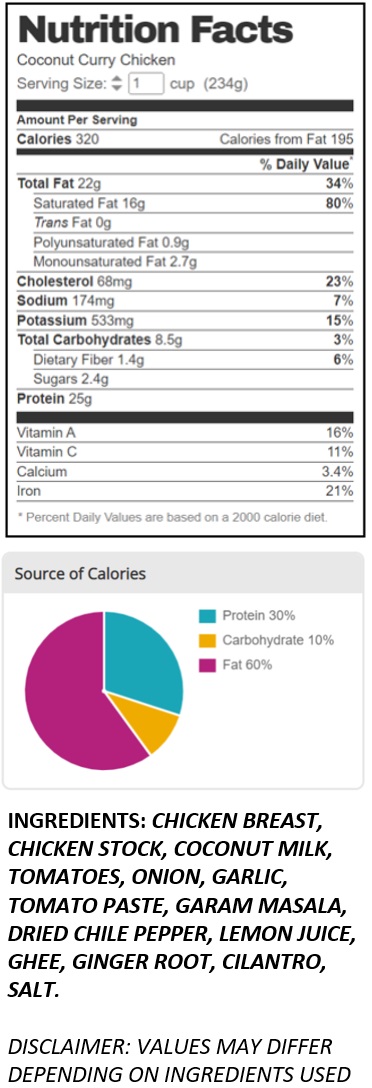 Nutrition Facts
Coconut Curry Chicken
Serving Size: 1 cup (234g)
Amount Per Serving
Calories 320 Calories from Fat 195
% Daily Value*
Total Fat 22g 34%
Saturated Fat 16g 80%
Trans Fat 0g
Polyunsaturated Fat 0.9g
Monounsaturated Fat 2.7g
Cholesterol 68mg 23%
Sodium 174mg 7%
Potassium 533mg 15%
Total Carbohydrates 8.5g 3%
Dietary Fiber 1.4g 6%
Sugars 2.4g
Protein 25g
Vitamin A 16%
Vitamin C 11%
Calcium 3.4%
Iron 21%
* Percent Daily Values are based on a 2000 calorie diet.
Source of Calories
Protein 30%
Carbohydrate 10%
Fat 60%
INGREDIENTS: CHICKEN BREAST,
CHICKEN STOCK, COCONUT MILK,
TOMATOES, ONION, GARLIC,
TOMATO PASTE, GARAM MASALA,
DRIED CHILE PEPPER, LEMON JUICE,
GHEE, GINGER ROOT, CILANTRO,
SALT.
DISCLAIMER: VALUES MAY DIFFER
DEPENDING ON INGREDIENTS USED